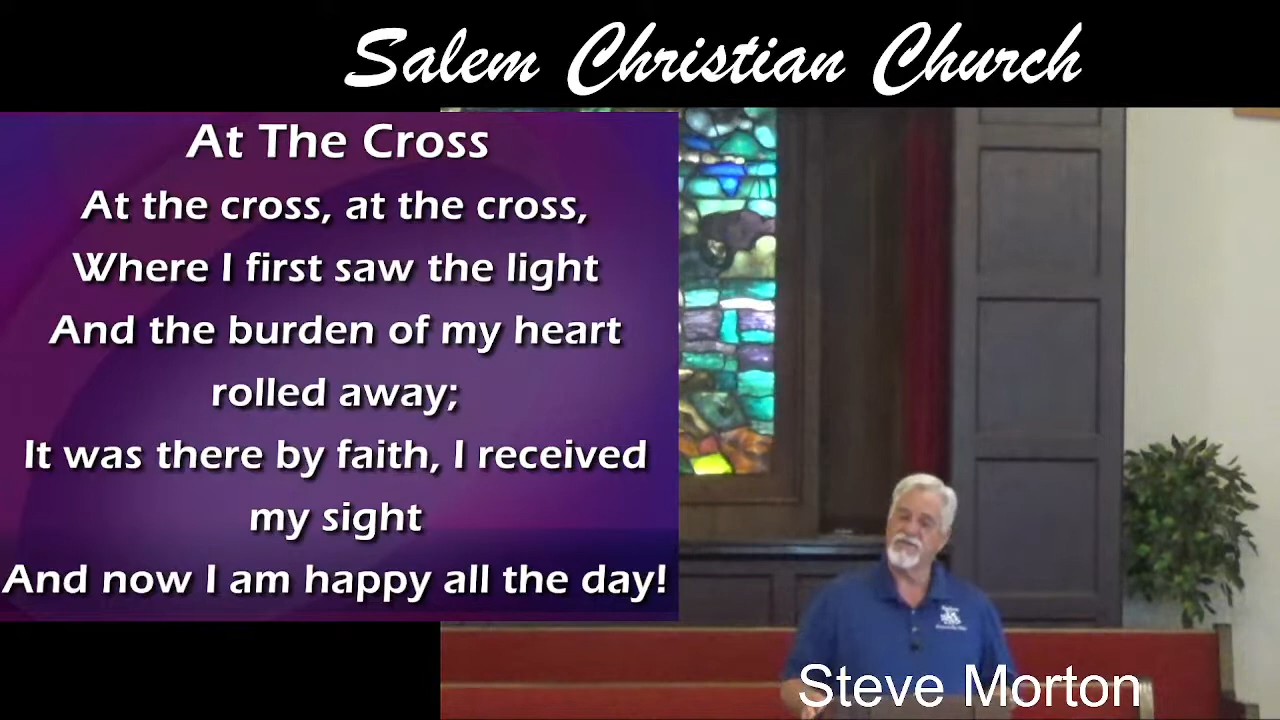 Salem Christian Church
At The Cross
At the cross, at the cross,
Where I first saw the light
And the burden of my heart
rolled away;
It was there by faith, I received
my sight
And now I am happy all the day!
Steve Morton